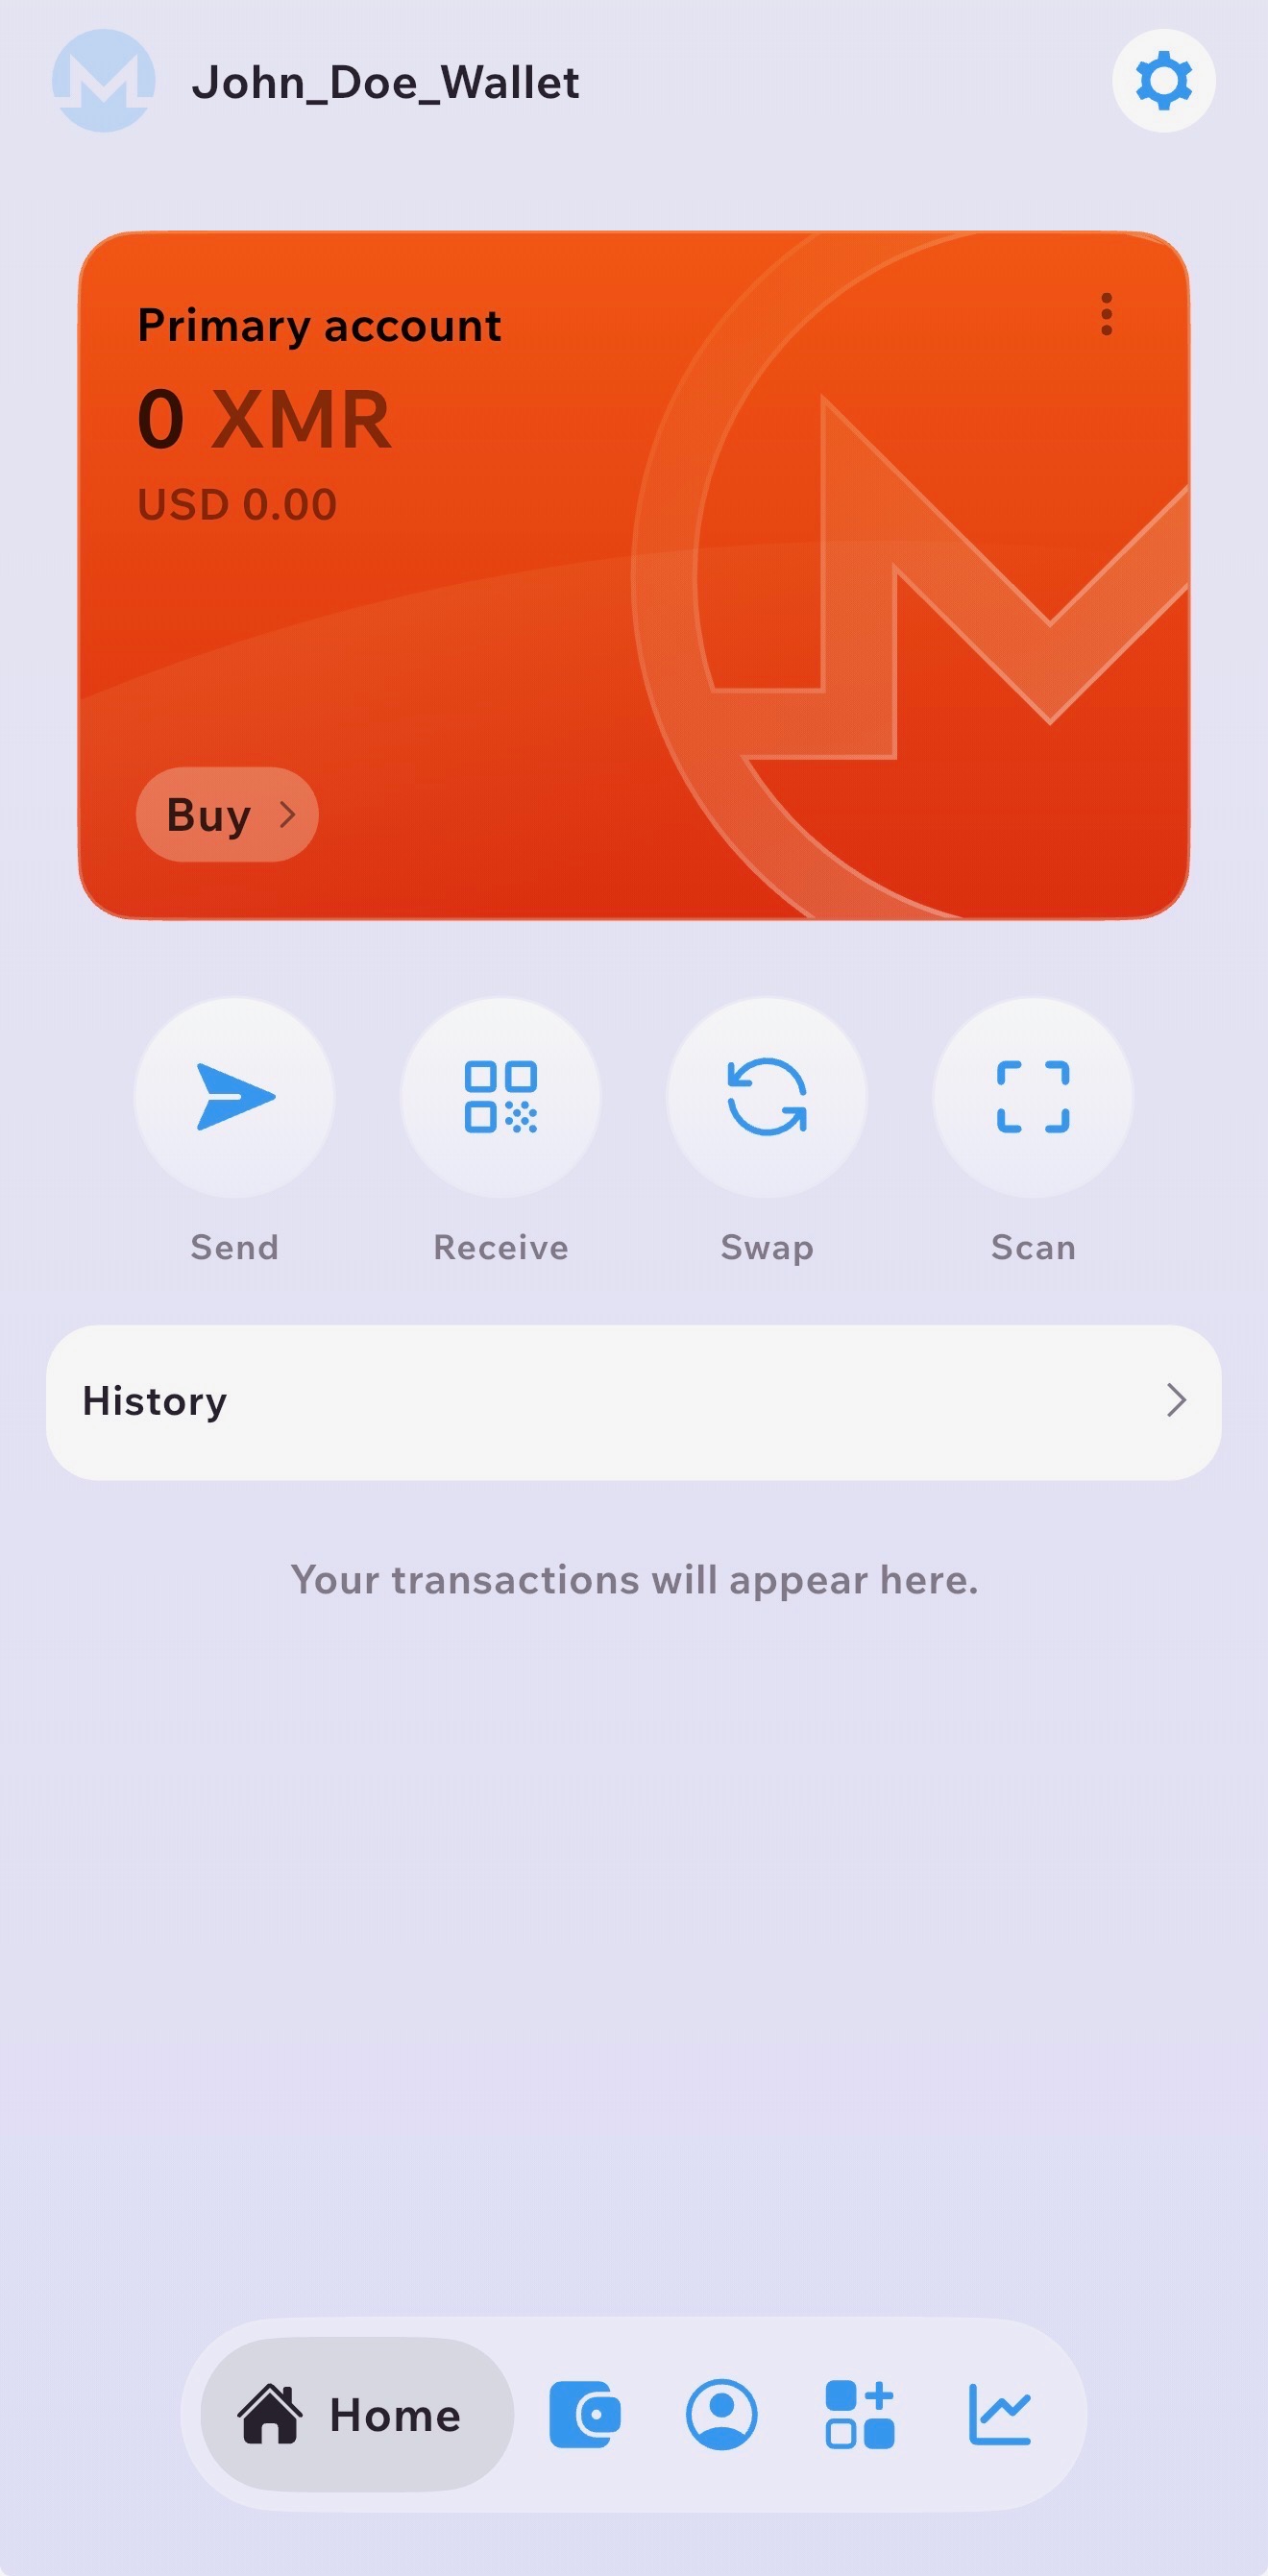 John_Doe_Wallet
Primary account
0 XMR
USD 0.00
Buy
Send
Receive
Swap
Scan
History
Your transactions will appear here.
Home